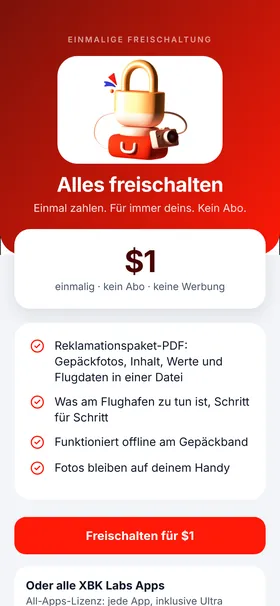 EINMALIGE FREISCHALTUNG
Alles freischalten
Einmal zahlen. Für immer deins. Kein Abo.
$1
einmalig · kein Abo · keine Werbung
Reklamationspaket-PDF:
Gepäckfotos, Inhalt, Werte und
Flugdaten in einer Datei
Was am Flughafen zu tun ist, Schritt
für Schritt
Funktioniert offline am Gepäckband
Fotos bleiben auf deinem Handy
Freischalten für $1
Oder alle XBK Labs Apps
All-Apps-Lizenz: jede App, inklusive Ultra